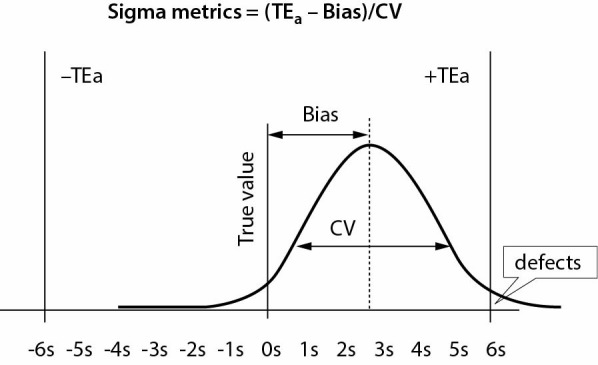 Sigma metrics = (TEa – Bias)/CV
–TEa
+TEa
Bias
True value
CV
defects
-6s -5s -4s -3s -2s -1s 0s 1s 2s 3s 4s 5s 6s